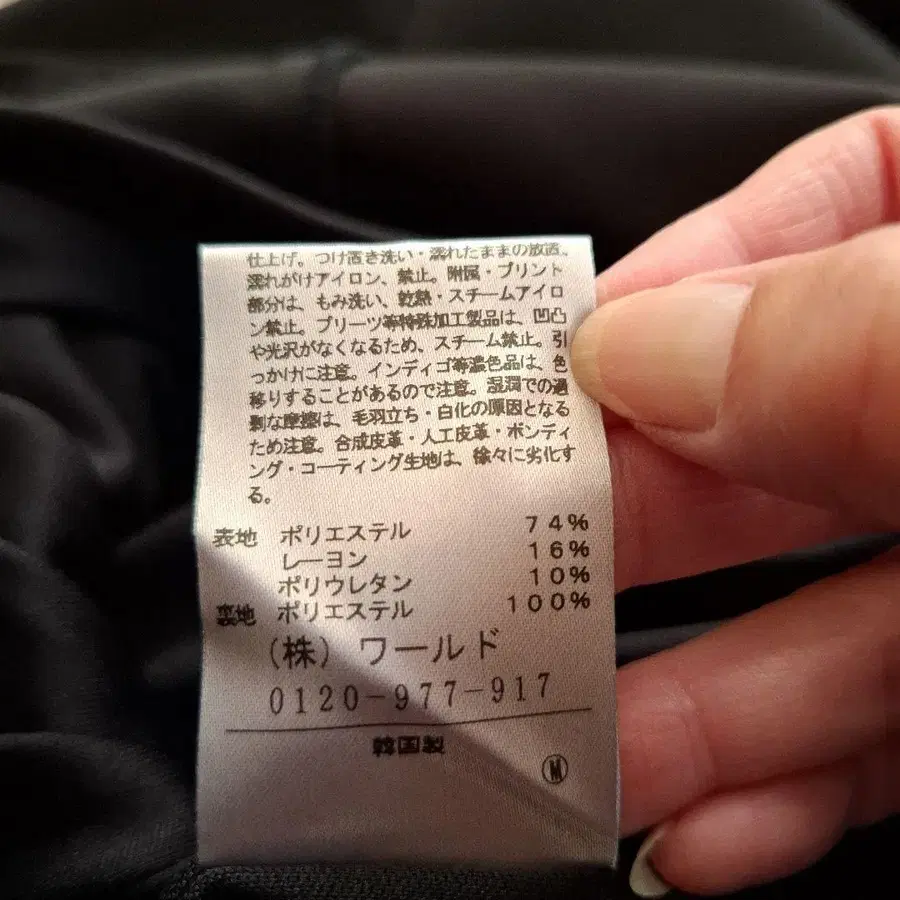 仕上げ。つけ置き洗い・濡れたままの放置、
濡れがけアイロン、禁止。附属・プリント
部分は、もみ洗い、乾熱・スチームアイロ
ン禁止。プリーツ等特殊加工製品は、凹凸
や光沢がなくなるため、スチーム禁止。引
っかけに注意。インディゴ等濃色品は、色
移りすることがあるので注意。湿潤での過
剰な摩擦は、毛羽立ち・白化の原因となる
ため注意。合成皮革・人工皮革・ボンディ
ング・コーティング生地は、徐々に劣化す
る。
表地 ポリエステル 74%
レーヨン 16%
ポリウレタン 10%
裏地 ポリエステル 100%
(株) ワールド
0120-977-917
韓国製
Ⓜ